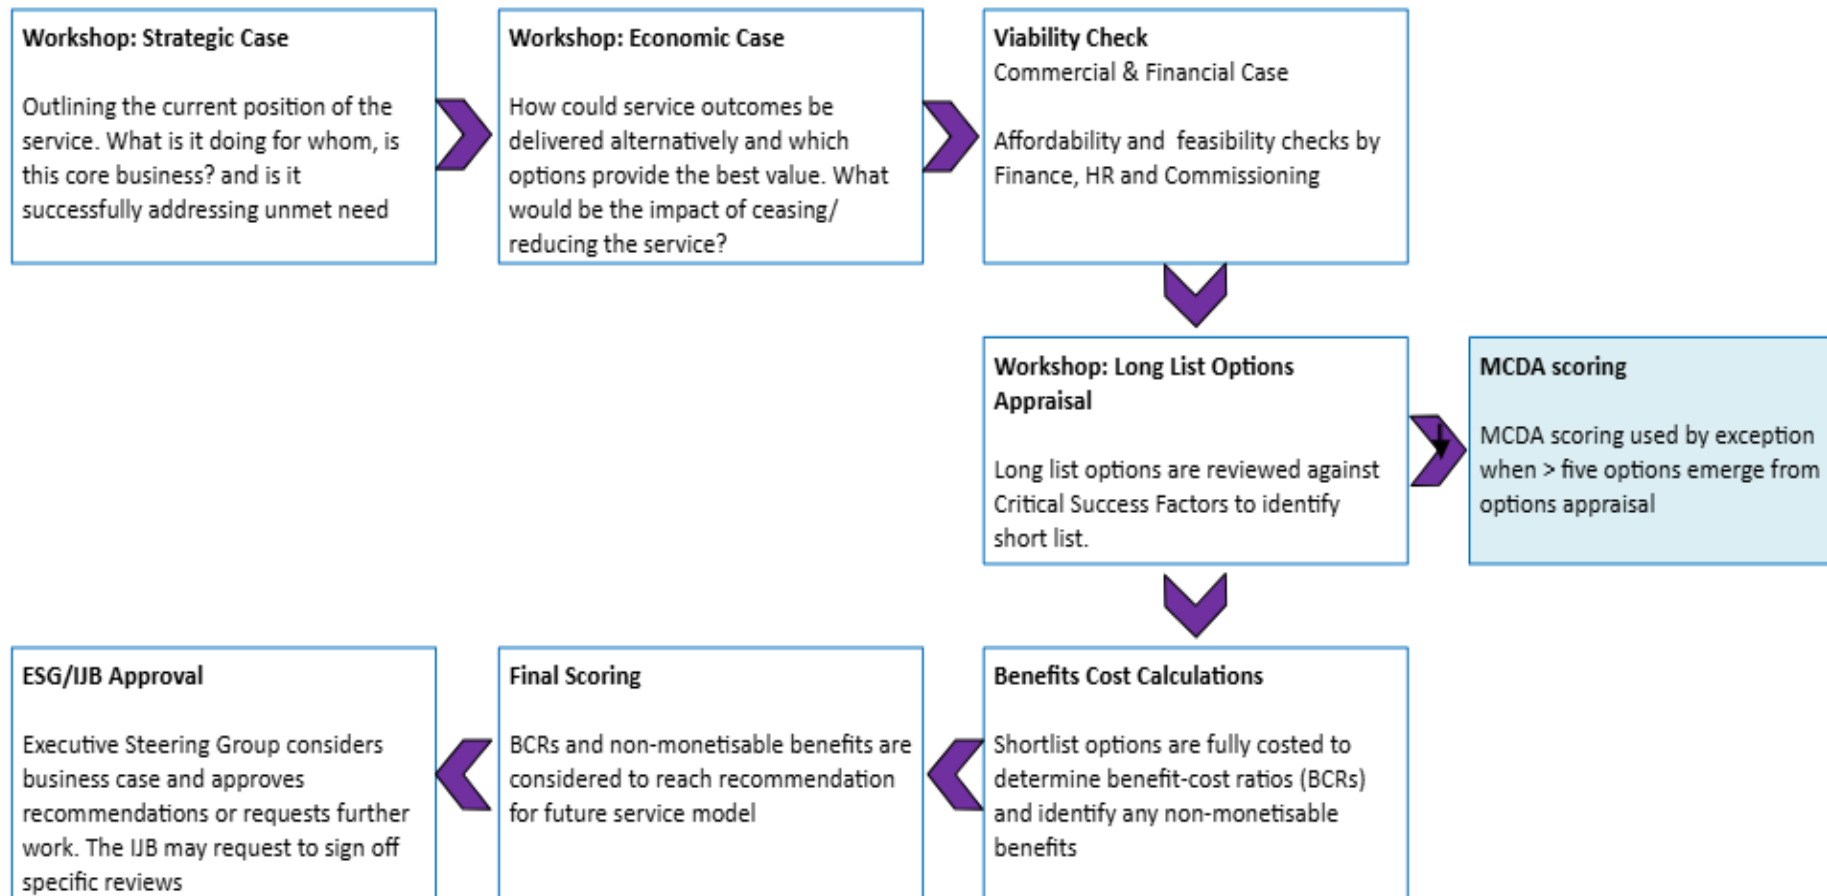 Workshop: Strategic Case
Outlining the current position of the
service. What is it doing for whom, is
this core business? and is it
successfully addressing unmet need
Workshop: Economic Case
How could service outcomes be
delivered alternatively and which
options provide the best value. What
would be the impact of ceasing/
reducing the service?
Viability Check
Commercial & Financial Case
Affordability and  feasibility checks by
Finance, HR and Commissioning
Workshop: Long List Options
Appraisal
Long list options are reviewed against
Critical Success Factors to identify
short list.
MCDA scoring
MCDA scoring used by exception
when > five options emerge from
options appraisal
ESG/IJB Approval
Executive Steering Group considers
business case and approves
recommendations or requests further
work. The IJB may request to sign off
specific reviews
Final Scoring
BCRs and non-monetisable benefits are
considered to reach recommendation
for future service model
Benefits Cost Calculations
Shortlist options are fully costed to
determine benefit-cost ratios (BCRs)
and identify any non-monetisable
benefits